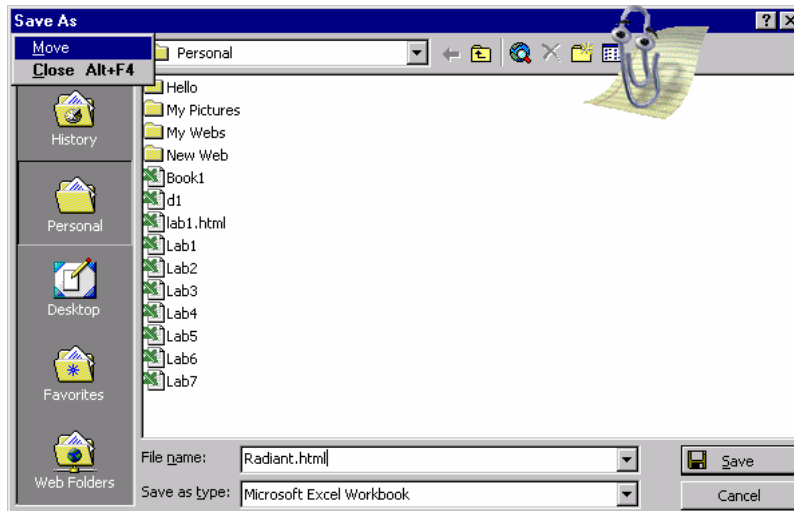 Save As
Move
Close Alt+F4
Personal
Hello
My Pictures
My Webs
New Web
Book1
d1
lab1.html
Lab1
Lab2
Lab3
Lab4
Lab5
Lab6
Lab7
History
Personal
Desktop
Favorites
Web Folders
File name: Radiant.html
Save
Save as type: Microsoft Excel Workbook
Cancel